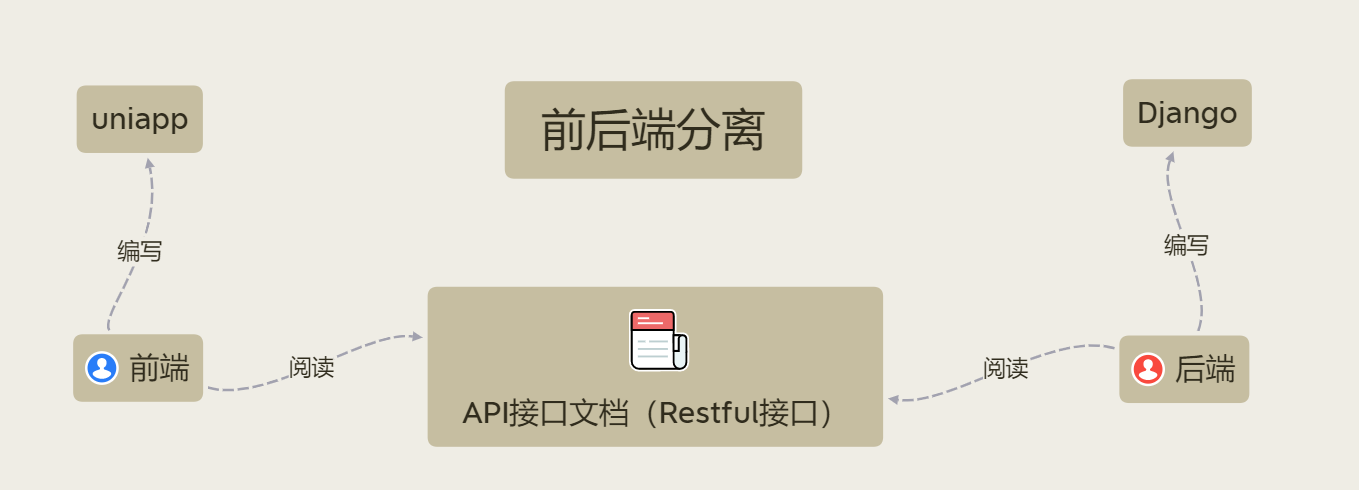 uniapp
前后端分离
Django
编写
编写
前端
阅读
阅读
后端
API接口文档（Restful接口）